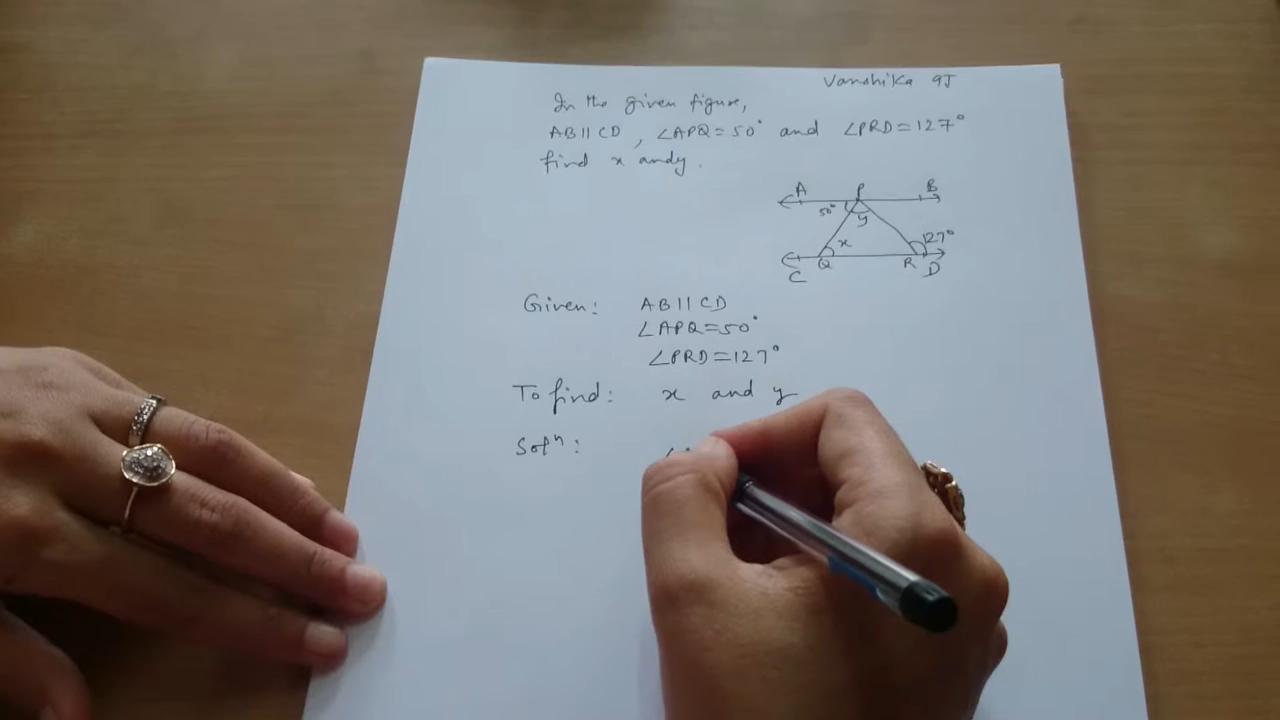 Vanshika 9J
In the given figure,
AB || CD, ∠APQ = 50° and ∠PRD = 127°
find x and y.
A P B
50° y
x 127°
C Q R D
Given: AB || CD
∠APQ = 50°
∠PRD = 127°
To find: x and y
Solⁿ: ∠